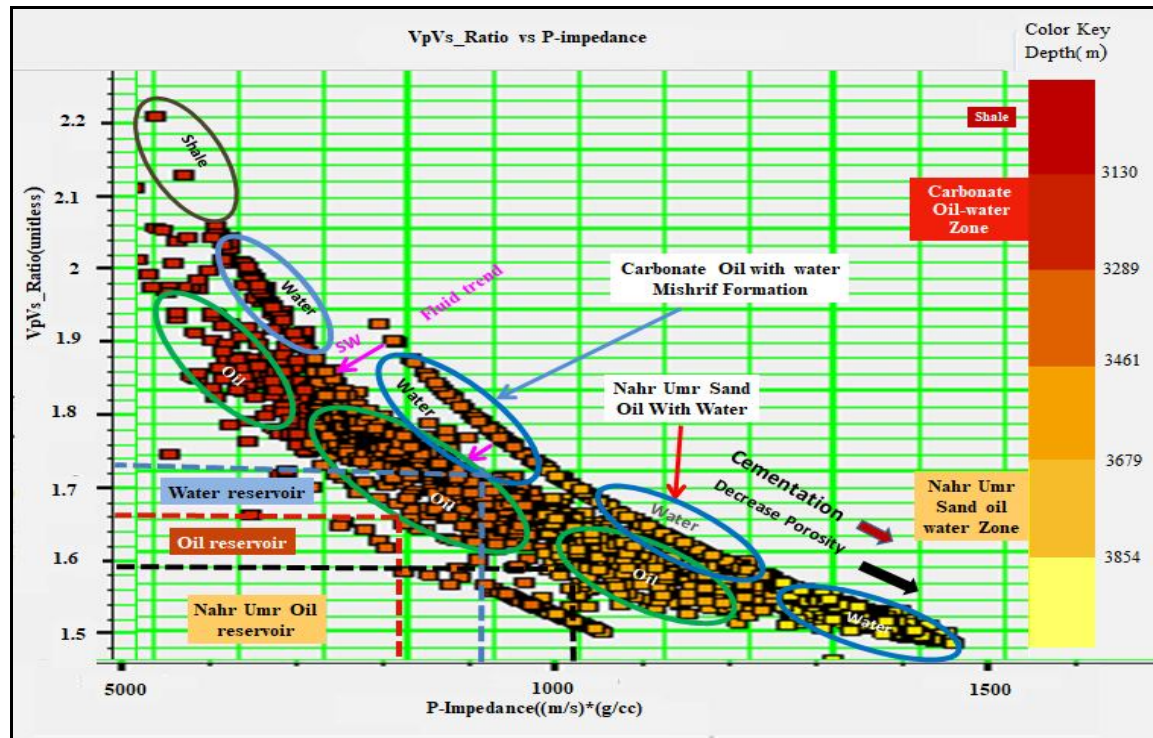 VpVs_Ratio vs P-impedance
Color Key
Depth( m)
VpVs_Ratio(unitless)
2.2
2.1
2
1.9
1.8
1.7
1.6
1.5
Shale
Water
Oil
SW
Fluid trend
Water
Oil
Carbonate Oil with water
Mishrif Formation
Nahr Umr Sand
Oil With Water
Water
Oil
Cementation
Decrease Porosity
Water
Water reservoir
Oil reservoir
Nahr Umr Oil
reservoir
Shale
Carbonate
Oil-water
Zone
Nahr Umr
Sand oil
water Zone
3130
3289
3461
3679
3854
5000
1000
1500
P-Impedance((m/s)*(g/cc)